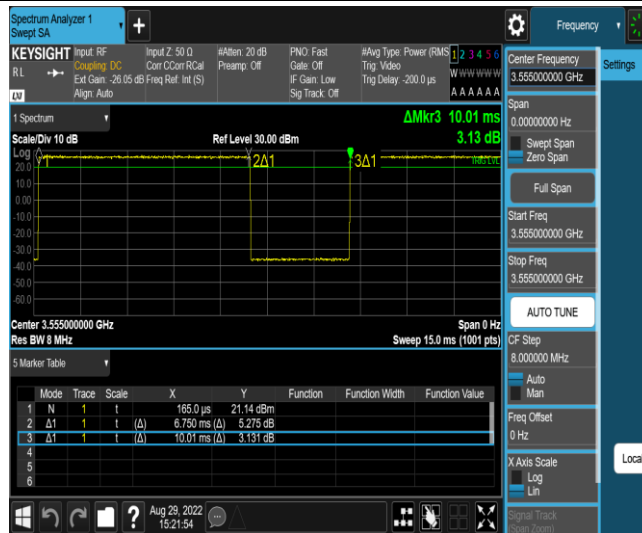 Spectrum Analyzer 1
Swept SA
Frequency
KEYSIGHT
RL
LXI
Input: RF
Coupling: DC
Ext Gain: -26.05 dB
Align: Auto
Input Z: 50 Ω
Corr CCorr RCal
Freq Ref: Int (S)
#Atten: 20 dB
Preamp: Off
PNO: Fast
Gate: Off
IF Gain: Low
Sig Track: Off
#Avg Type: Power (RMS
Trig: Video
Trig Delay: -200.0 µs
1 2 3 4 5 6
W W W W W W
A A A A A A
Center Frequency
3.555000000 GHz
Settings
Span
0.00000000 Hz
Swept Span
Zero Span
Full Span
Start Freq
3.555000000 GHz
Stop Freq
3.555000000 GHz
AUTO TUNE
CF Step
8.000000 MHz
Auto
Man
Freq Offset
0 Hz
X Axis Scale
Log
Lin
Local
Signal Track
(Span Zoom)
1 Spectrum
ΔMkr3 10.01 ms
3.13 dB
Scale/Div 10 dB
Ref Level 30.00 dBm
Log
1
2Δ1
3Δ1
TRIG LVL
20.0
10.0
0.00
-10.0
-20.0
-30.0
-40.0
-50.0
-60.0
Center 3.555000000 GHz
Span 0 Hz
Res BW 8 MHz
Sweep 15.0 ms (1001 pts)
5 Marker Table
Mode Trace Scale X Y Function Function Width Function Value
1 N 1 t 165.0 µs 21.14 dBm
2 Δ1 1 t (Δ) 6.750 ms (Δ) 5.275 dB
3 Δ1 1 t (Δ) 10.01 ms (Δ) 3.131 dB
4
5
6
?
Aug 29, 2022
15:21:54